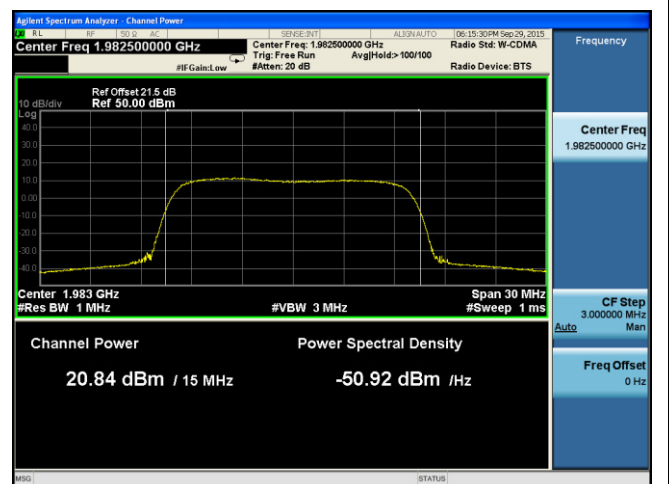 Agilent Spectrum Analyzer - Channel Power
RL RF 50 Ω AC SENSE:INT ALIGN AUTO 06:15:30 PM Sep 29, 2015
Center Freq 1.982500000 GHz
Center Freq: 1.982500000 GHz
Radio Std: W-CDMA
Trig: Free Run Avg|Hold:> 100/100
#IFGain:Low #Atten: 20 dB Radio Device: BTS
Ref Offset 21.5 dB
10 dB/div Ref 50.00 dBm
Log
40.0
30.0
20.0
10.0
0.00
-10.0
-20.0
-30.0
-40.0
Center 1.983 GHz Span 30 MHz
#Res BW 1 MHz #VBW 3 MHz #Sweep 1 ms
Channel Power Power Spectral Density
20.84 dBm / 15 MHz -50.92 dBm /Hz
MSG STATUS
Frequency
Center Freq
1.982500000 GHz
CF Step
3.000000 MHz
Auto Man
Freq Offset
0 Hz